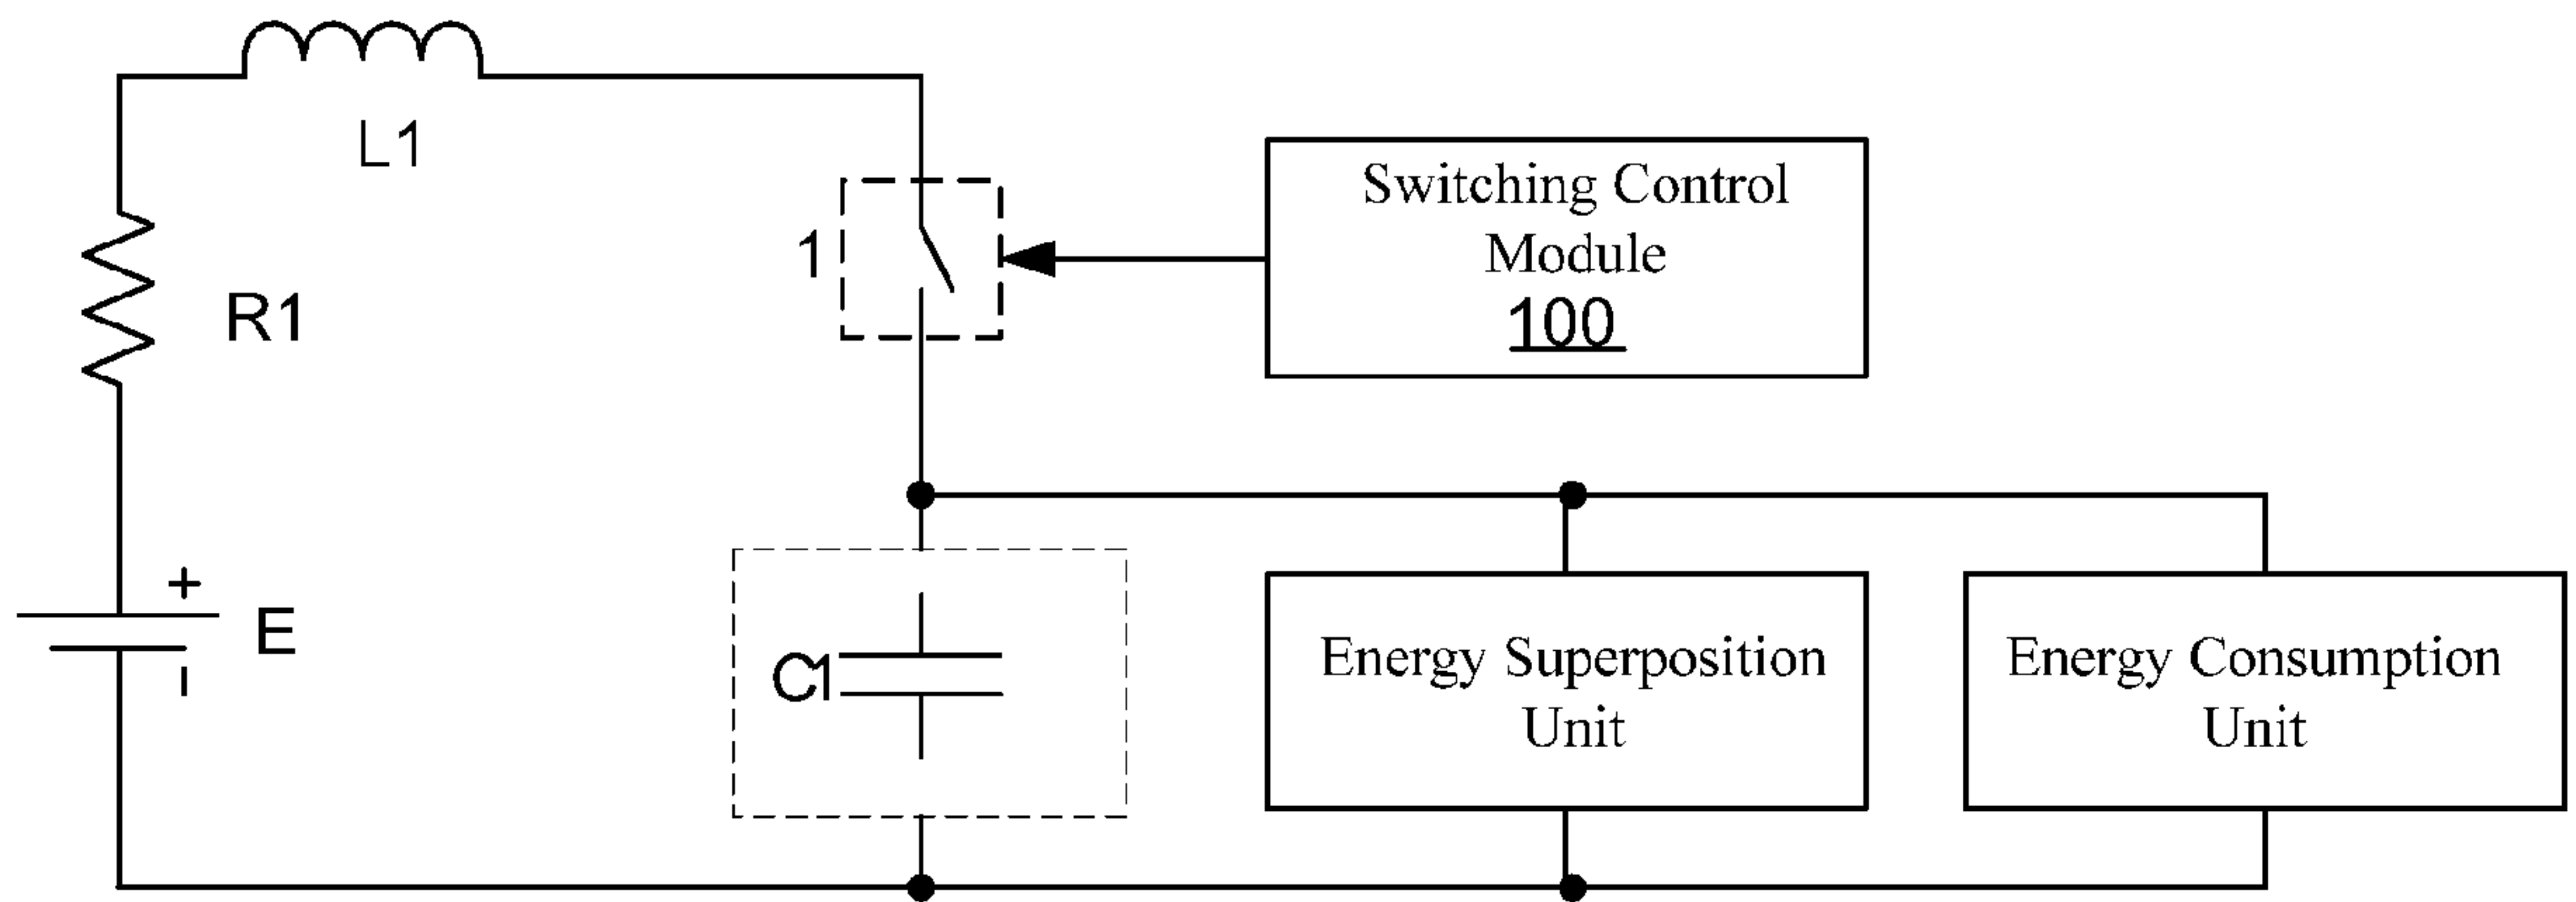 L1
Switching Control
Module
100
1
R1
+
E
-
C1
Energy Superposition
Unit
Energy Consumption
Unit